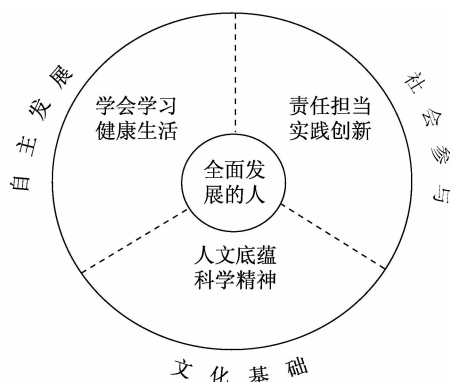 自主发展
社会参与
学会学习
健康生活
责任担当
实践创新
全面发
展的人
人文底蕴
科学精神
文化基础